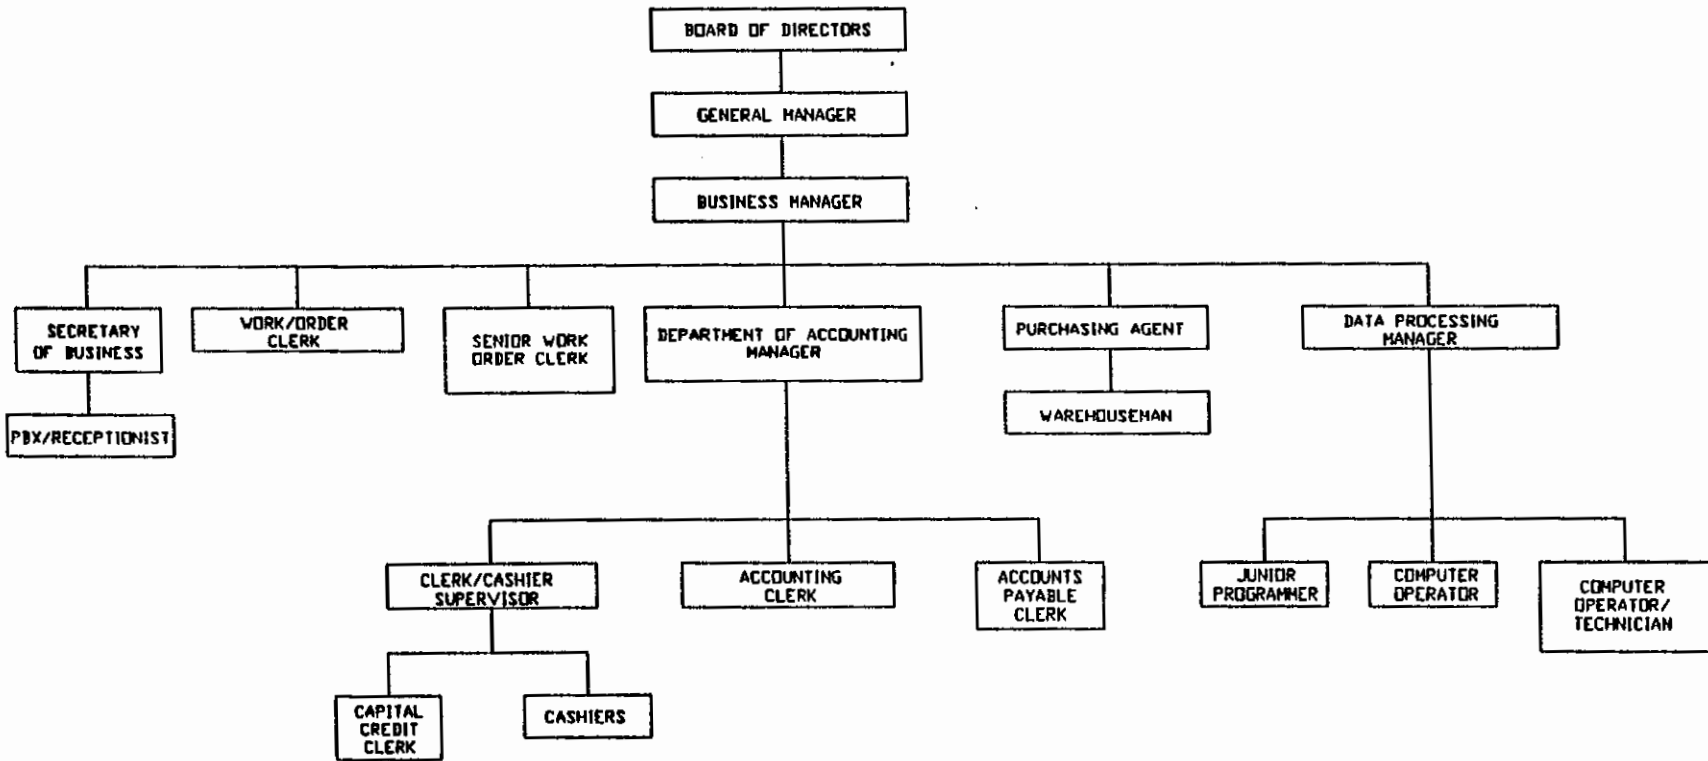 BOARD OF DIRECTORS
GENERAL MANAGER
BUSINESS MANAGER
SECRETARY
OF BUSINESS
WORK/ORDER
CLERK
SENIOR WORK
ORDER CLERK
DEPARTMENT OF ACCOUNTING
MANAGER
PURCHASING AGENT
DATA PROCESSING
MANAGER
PBX/RECEPTIONIST
WAREHOUSEMAN
CLERK/CASHIER
SUPERVISOR
ACCOUNTING
CLERK
ACCOUNTS
PAYABLE
CLERK
JUNIOR
PROGRAMMER
COMPUTER
OPERATOR
COMPUTER
OPERATOR/
TECHNICIAN
CAPITAL
CREDIT
CLERK
CASHIERS